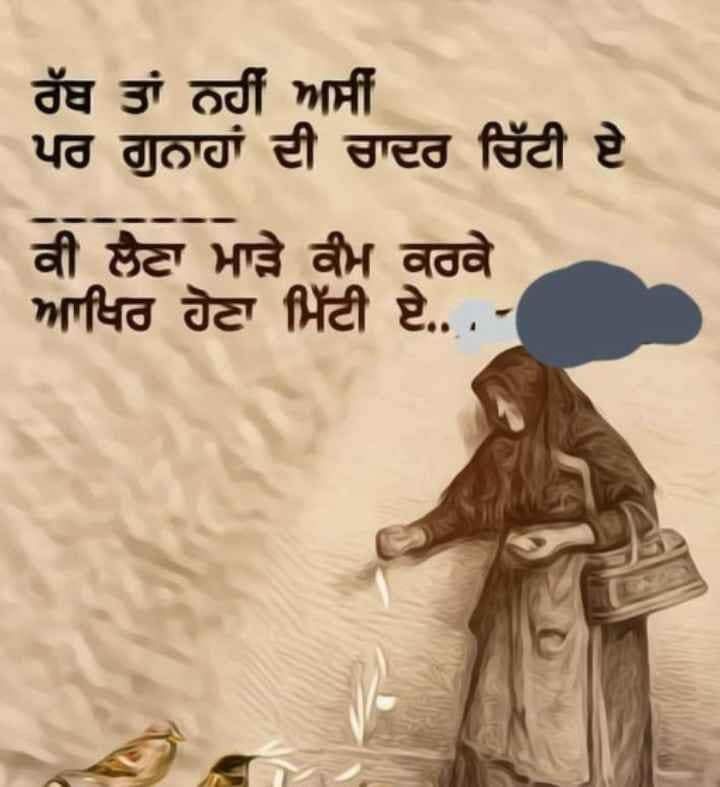 ਰੱਬ ਤਾਂ ਨਹੀਂ ਅਸੀਂ
ਪਰ ਗੁਨਾਹਾਂ ਦੀ ਚਾਦਰ ਚਿੱਟੀ ਏ
-------
ਕੀ ਲੈਣਾ ਮਾੜੇ ਕੰਮ ਕਰਕੇ
ਆਖਿਰ ਹੋਣਾ ਮਿੱਟੀ ਏ..